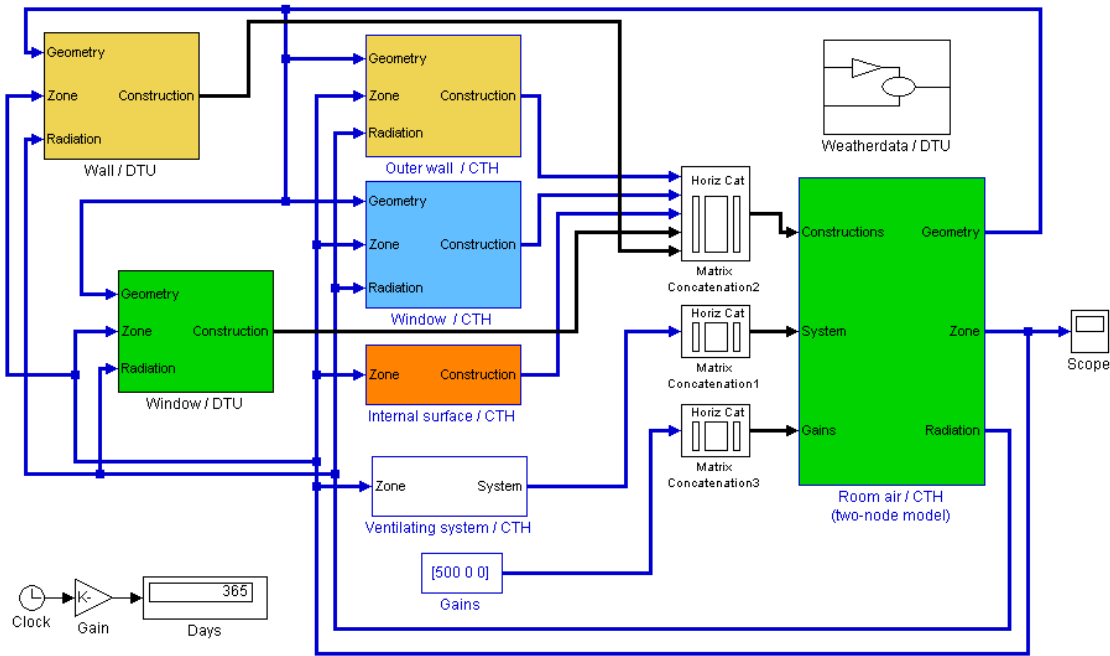 Geometry
Zone
Construction
Radiation
Wall / DTU
Geometry
Zone
Construction
Radiation
Outer wall / CTH
Weatherdata / DTU
Geometry
Zone
Construction
Radiation
Window / CTH
Horiz Cat
Matrix
Concatenation2
Constructions
Geometry
System
Zone
Gains
Radiation
Room air / CTH
(two-node model)
Scope
Geometry
Zone
Construction
Radiation
Window / DTU
Zone
Construction
Internal surface / CTH
Horiz Cat
Matrix
Concatenation1
Horiz Cat
Matrix
Concatenation3
Zone
System
Ventilating system / CTH
[500 0 0]
Gains
Clock
K-
Gain
365
Days